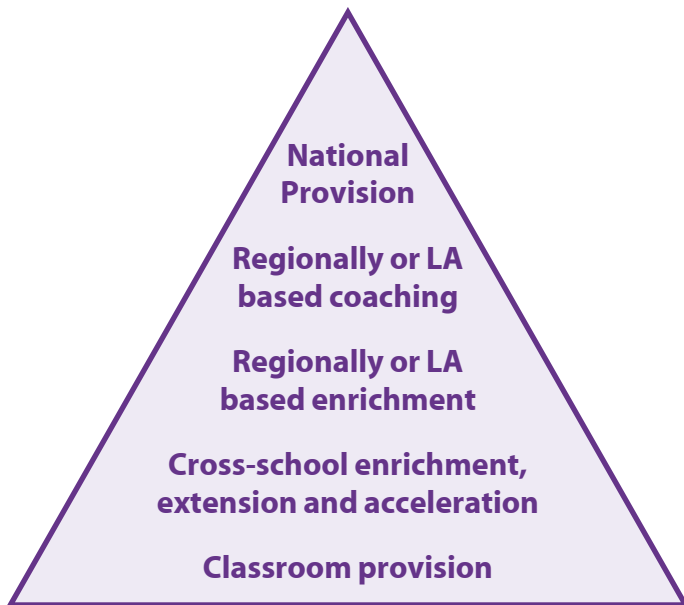 National
Provision
Regionally or LA
based coaching
Regionally or LA
based enrichment
Cross-school enrichment,
extension and acceleration
Classroom provision